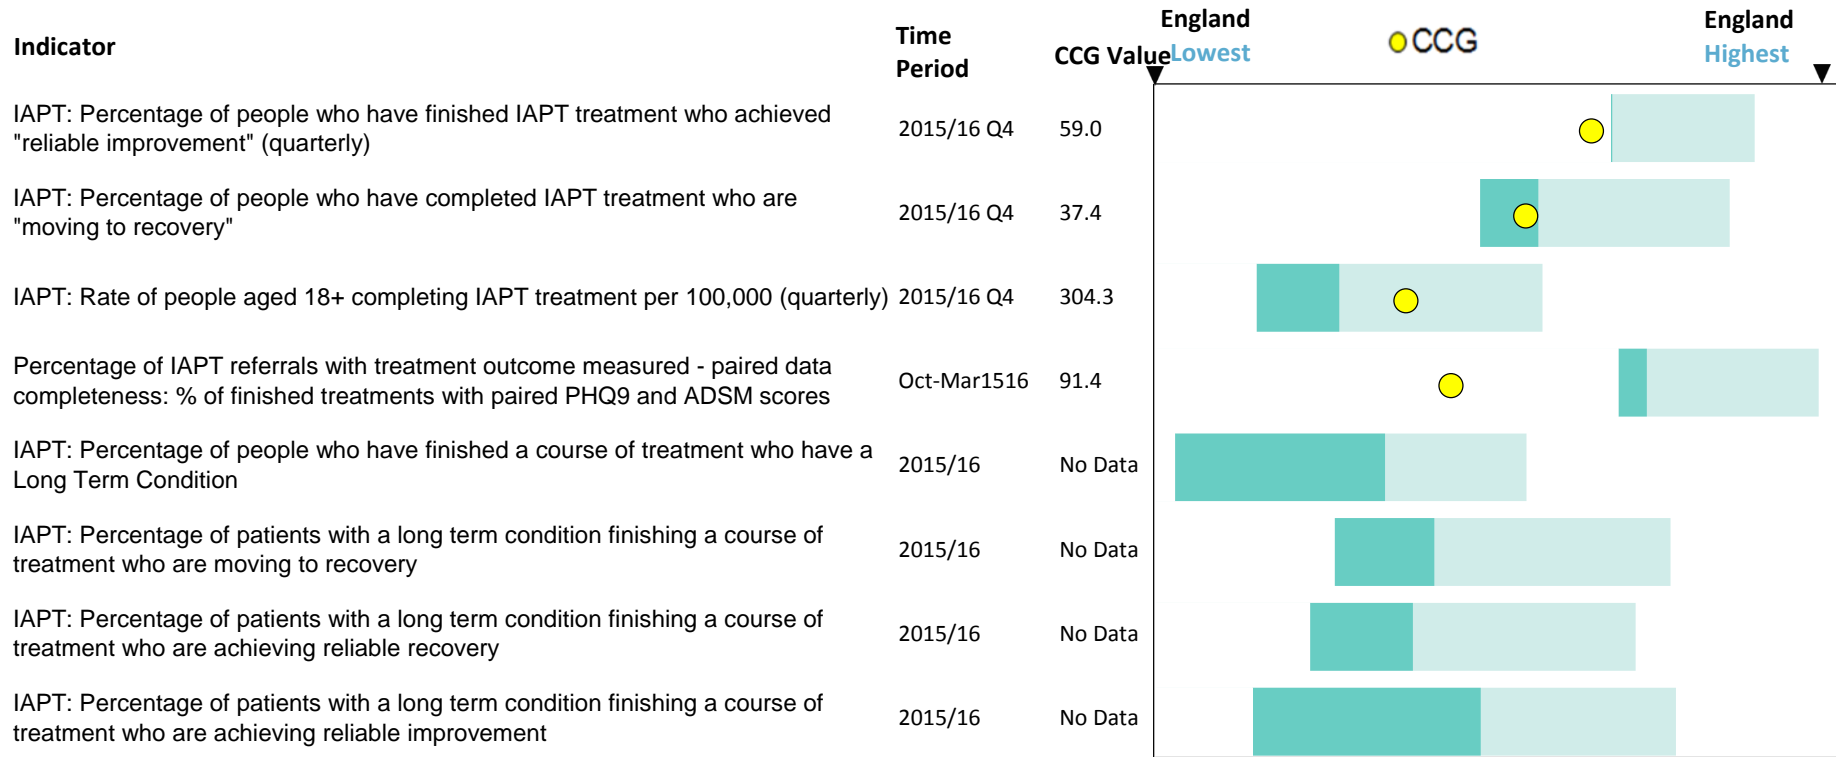 Indicator
Time
Period
CCG Value
England
Lowest
CCG
England
Highest
IAPT: Percentage of people who have finished IAPT treatment who achieved
"reliable improvement" (quarterly)
2015/16 Q4
59.0
IAPT: Percentage of people who have completed IAPT treatment who are
"moving to recovery"
2015/16 Q4
37.4
IAPT: Rate of people aged 18+ completing IAPT treatment per 100,000 (quarterly)
2015/16 Q4
304.3
Percentage of IAPT referrals with treatment outcome measured - paired data
completeness: % of finished treatments with paired PHQ9 and ADSM scores
Oct-Mar1516
91.4
IAPT: Percentage of people who have finished a course of treatment who have a
Long Term Condition
2015/16
No Data
IAPT: Percentage of patients with a long term condition finishing a course of
treatment who are moving to recovery
2015/16
No Data
IAPT: Percentage of patients with a long term condition finishing a course of
treatment who are achieving reliable recovery
2015/16
No Data
IAPT: Percentage of patients with a long term condition finishing a course of
treatment who are achieving reliable improvement
2015/16
No Data